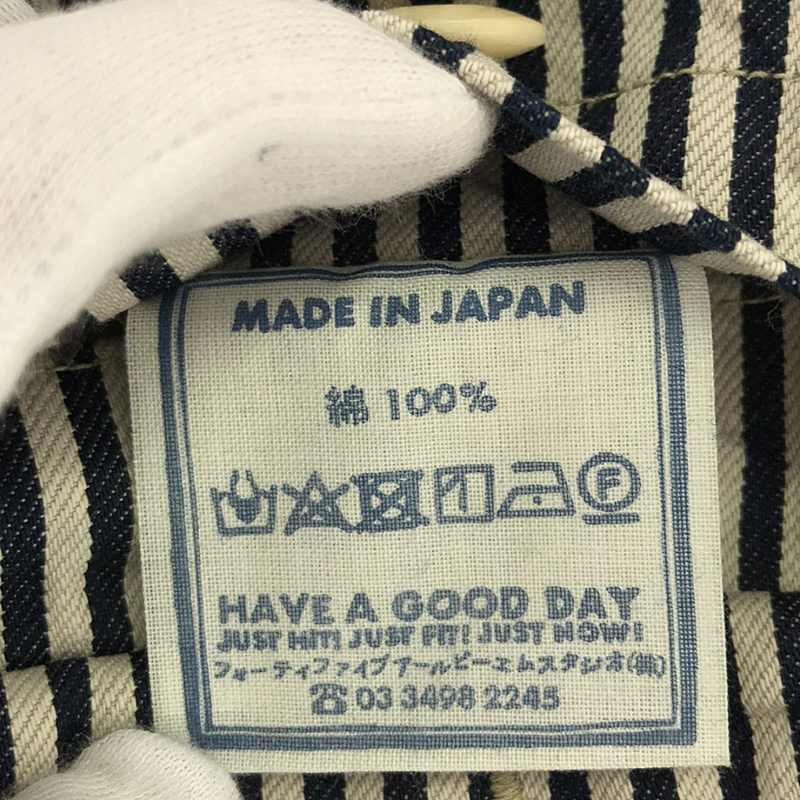 MADE IN JAPAN
綿 100%
HAVE A GOOD DAY
JUST HIT! JUST FIT! JUST NOW!
フォーティファイブアールピーエムスタジオ(株)
☎ 03 3498 2245